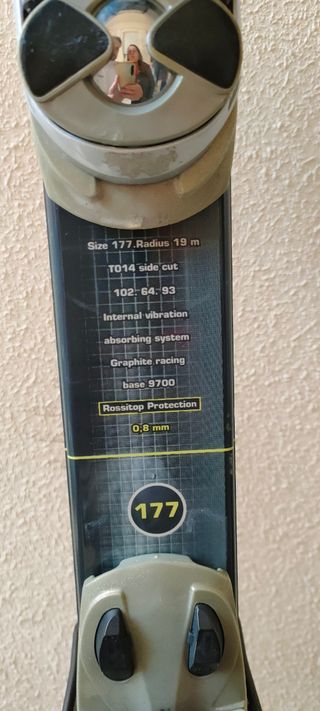 Size 177.Radius 19 m
T014 side cut
102. 64. 93
Internal vibration
absorbing system
Graphite racing
base 9700
Rossitop Protection
0,8 mm
177